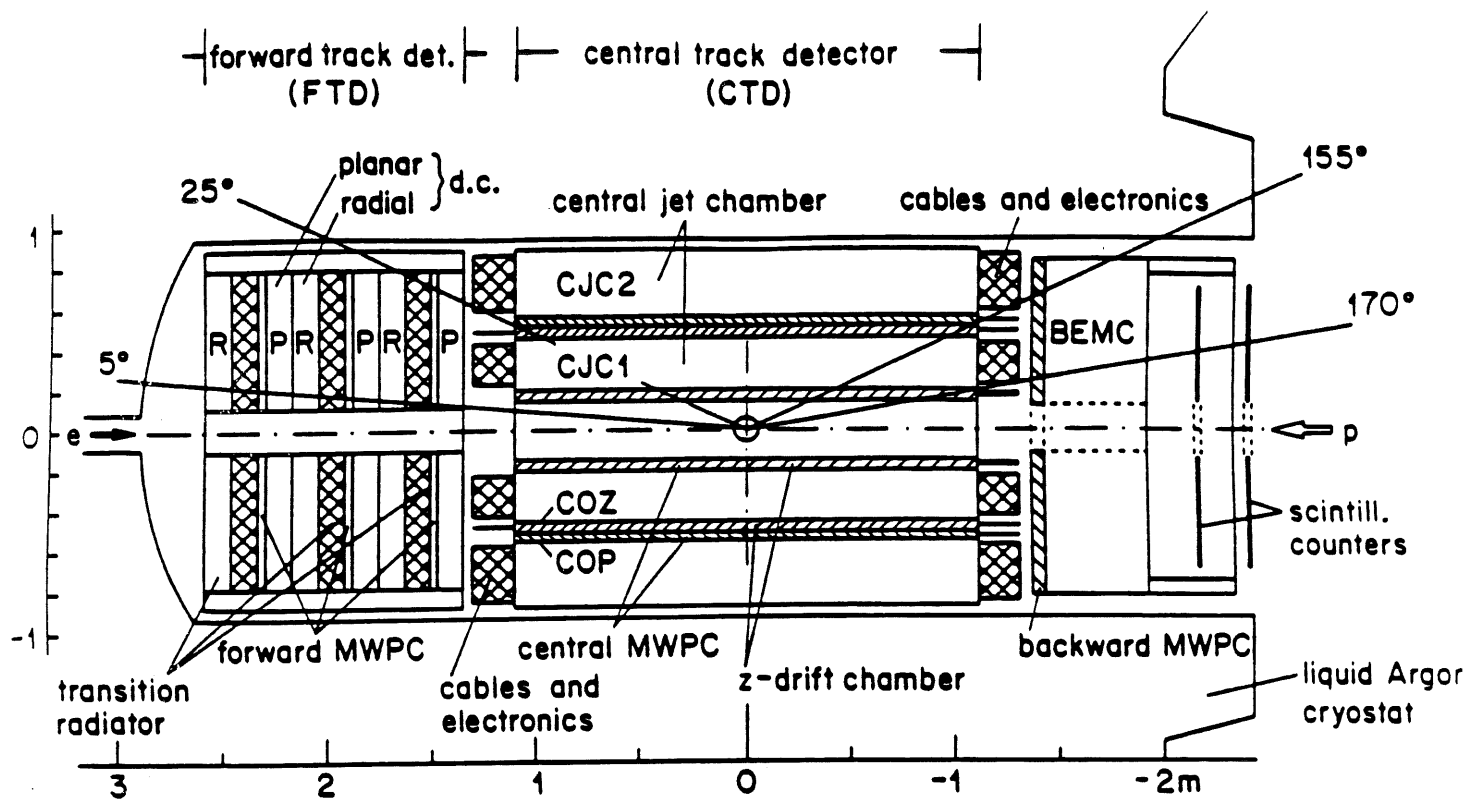 forward track det.
(FTD)
central track detector
(CTD)
planar
radial
d.c.
25°
central jet chamber
cables and electronics
155°
1
CJC2
170°
R
P
R
P
R
P
5°
CJC1
BEMC
0
e
p
COZ
COP
scintill.
counters
-1
forward MWPC
central MWPC
backward MWPC
transition
radiator
cables and
electronics
z-drift chamber
liquid Argor
cryostat
3
2
1
0
-1
-2m